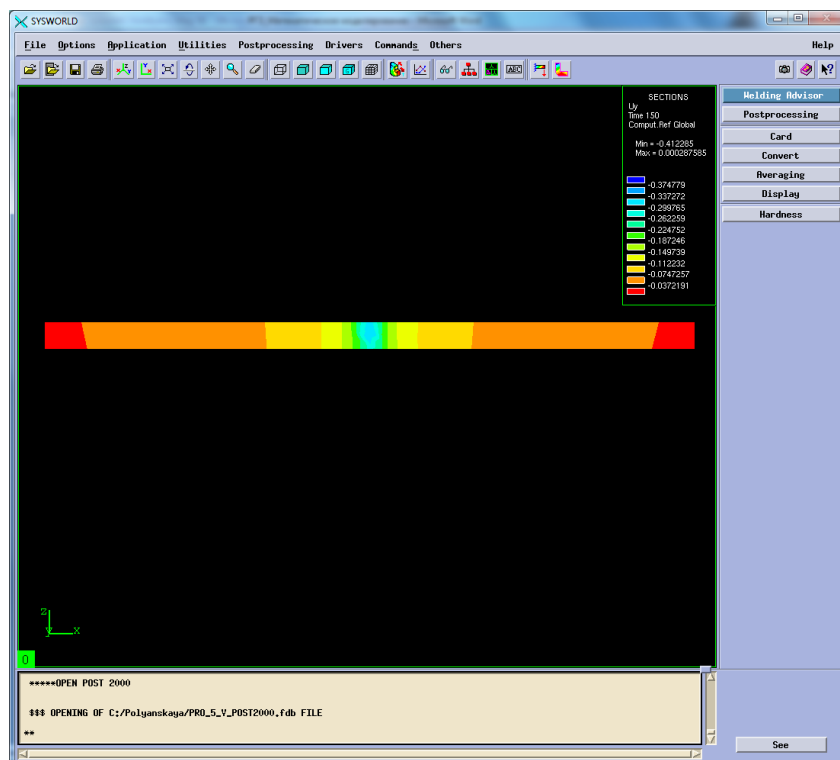 SYSWORLD
File Options Application Utilities Postprocessing Drivers Commands Others Help
ABC
SECTIONS
Uy
Time 150
Comput.Ref Global
Min = -0.412285
Max = 0.000287585
-0.374779
-0.337272
-0.299765
-0.262259
-0.224752
-0.187246
-0.149739
-0.112232
-0.0747257
-0.0372191
Welding Advisor
Postprocessing
Card
Convert
Averaging
Display
Hardness
z
y x
0
*****OPEN POST 2000
$$$ OPENING OF C:/Polyanskaya/PRO_5_V_POST2000.fdb FILE
**
See